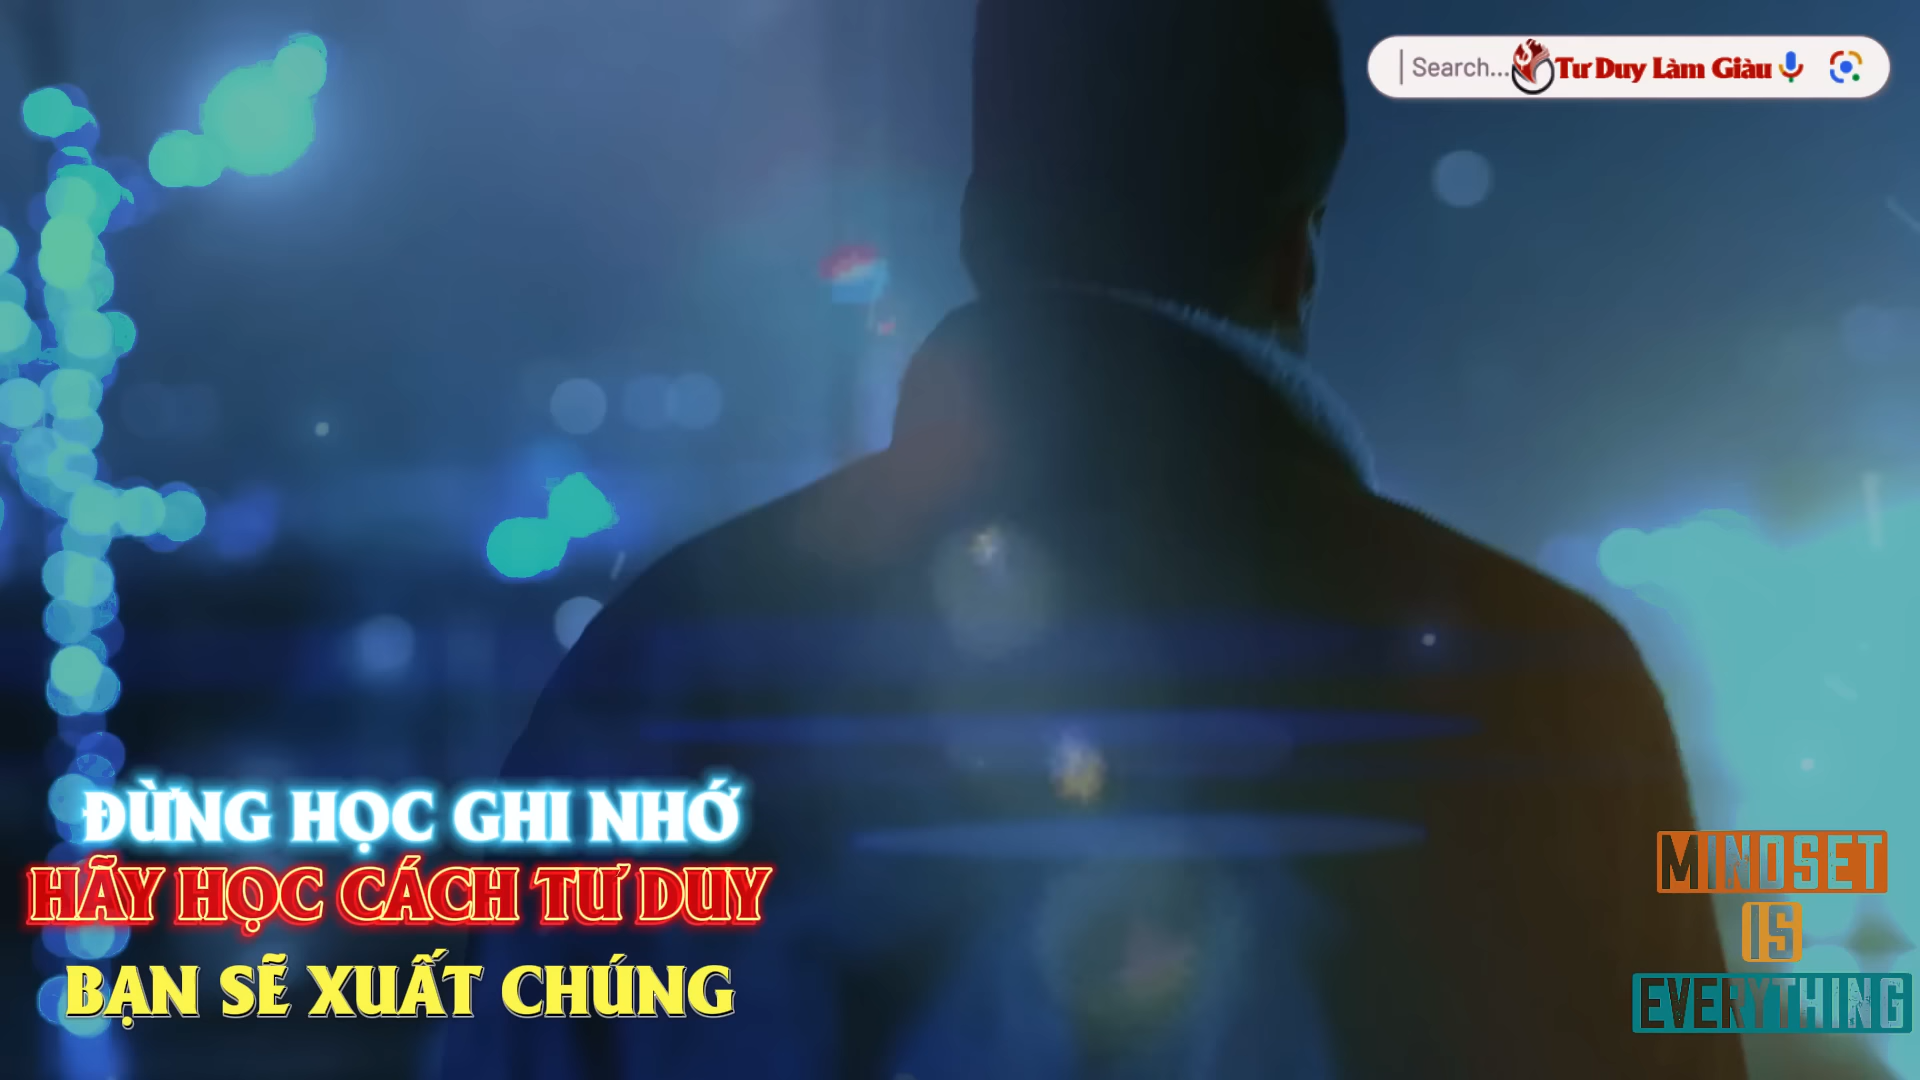 Search... Tư Duy Làm Giàu
ĐỪNG HỌC GHI NHỚ
HÃY HỌC CÁCH TƯ DUY
BẠN SẼ XUẤT CHÚNG
MINDSET
IS
EVERYTHING